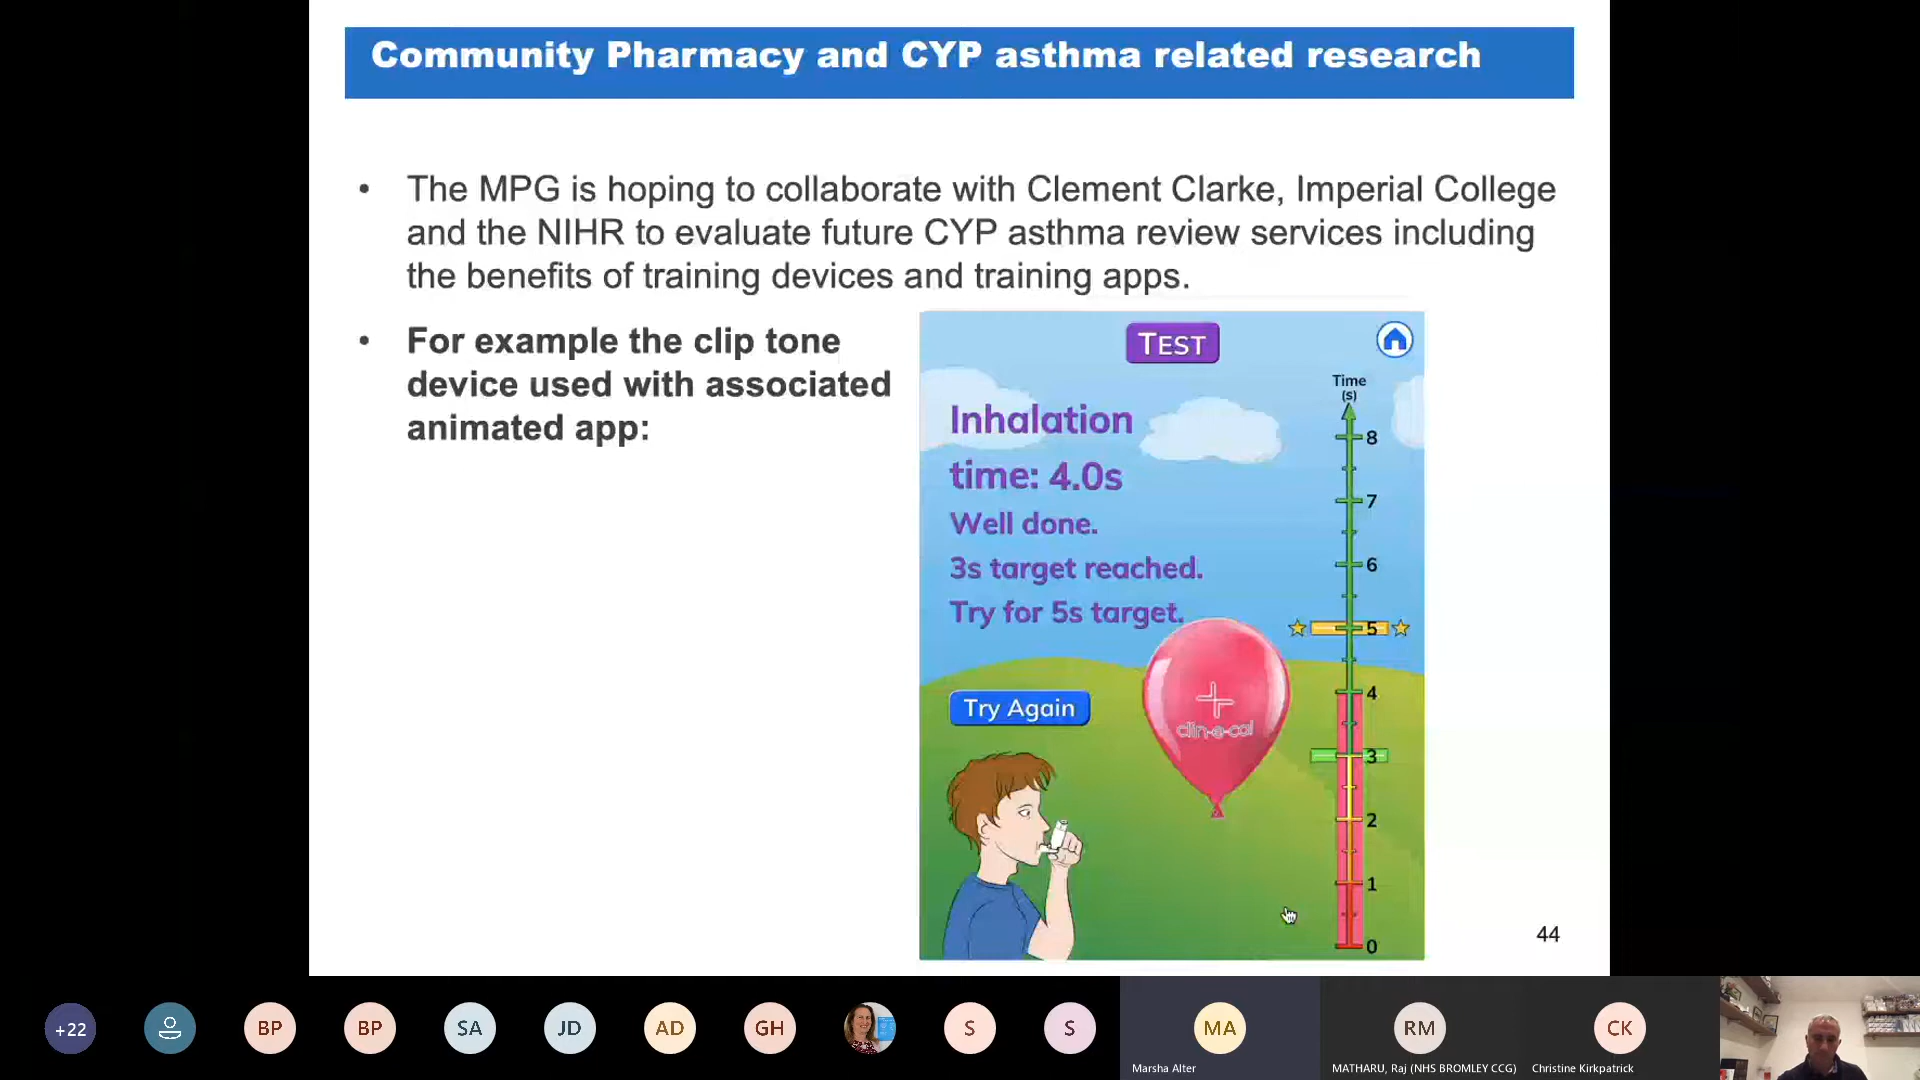 Community Pharmacy and CYP asthma related research
• The MPG is hoping to collaborate with Clement Clarke, Imperial College
and the NIHR to evaluate future CYP asthma review services including
the benefits of training devices and training apps.
• For example the clip tone
device used with associated
animated app:
TEST
Time
(s)
Inhalation
time: 4.0s
Well done.
3s target reached.
Try for 5s target.
Try Again
clin-e-cal
8
7
6
5
4
3
2
1
0
44
+22
BP
BP
SA
JD
AD
GH
S
S
MA
RM
CK
Marsha Alter
MATHARU, Raj (NHS BROMLEY CCG)
Christine Kirkpatrick